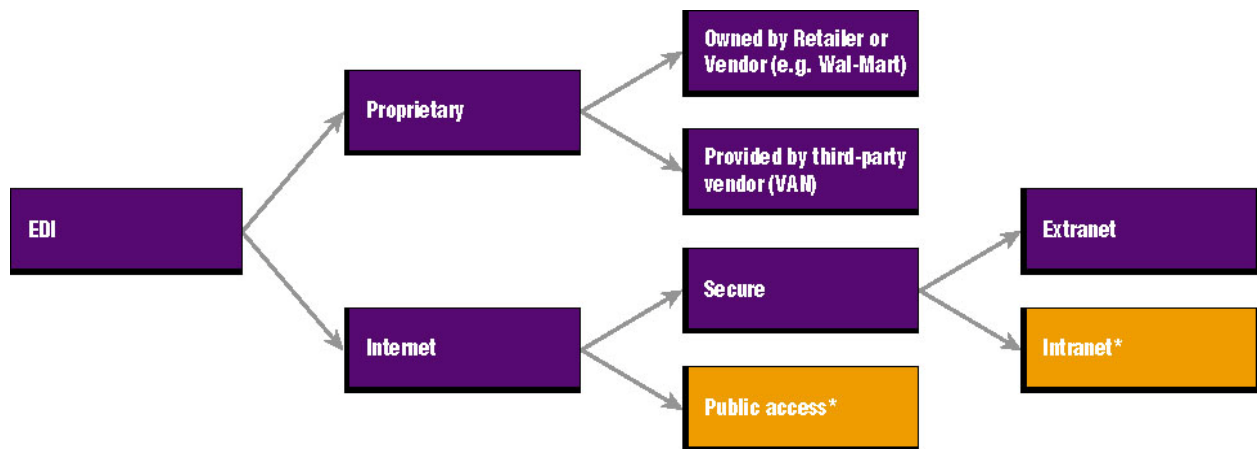 EDI
Proprietary
Owned by Retailer or
Vendor (e.g. Wal-Mart)
Provided by third-party
vendor (VAN)
Internet
Secure
Extranet
Intranet*
Public access*